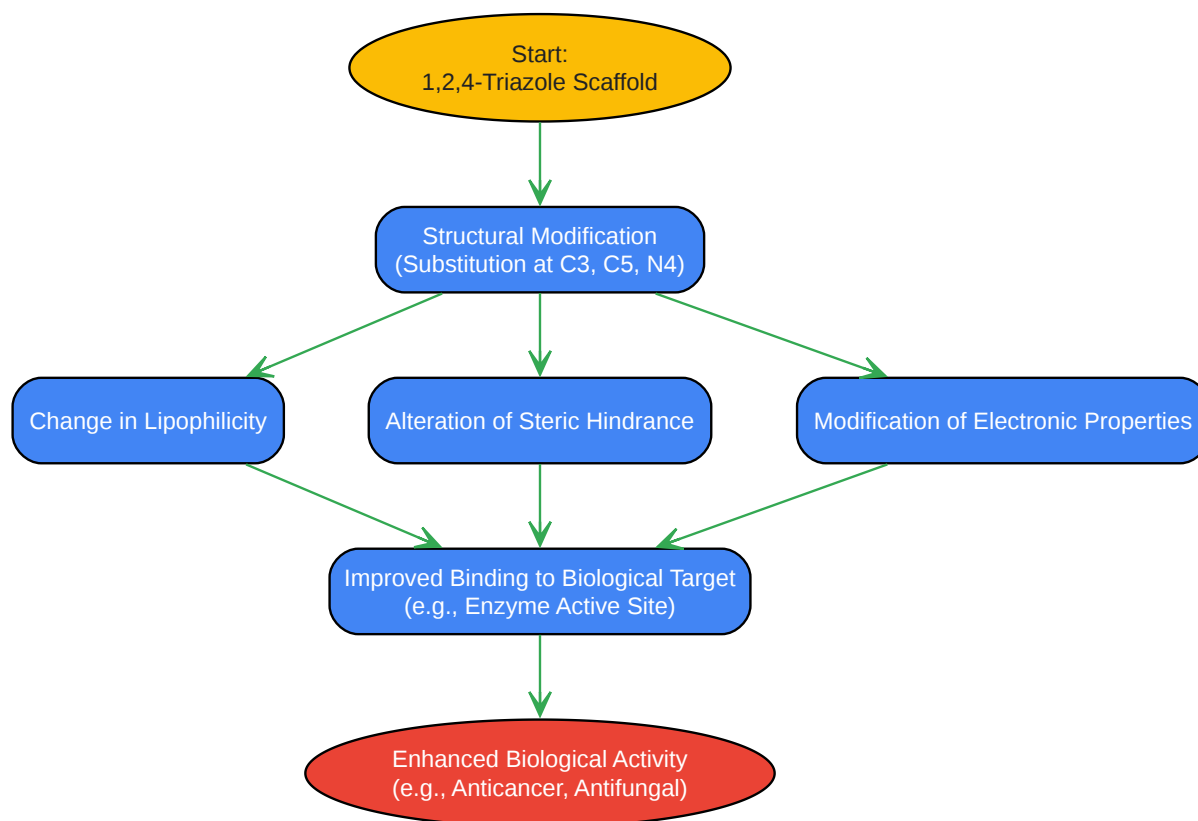 Start:
1,2,4-Triazole Scaffold
Structural Modification
(Substitution at C3, C5, N4)
Change in Lipophilicity
Alteration of Steric Hindrance
Modification of Electronic Properties
Improved Binding to Biological Target
(e.g., Enzyme Active Site)
Enhanced Biological Activity
(e.g., Anticancer, Antifungal)